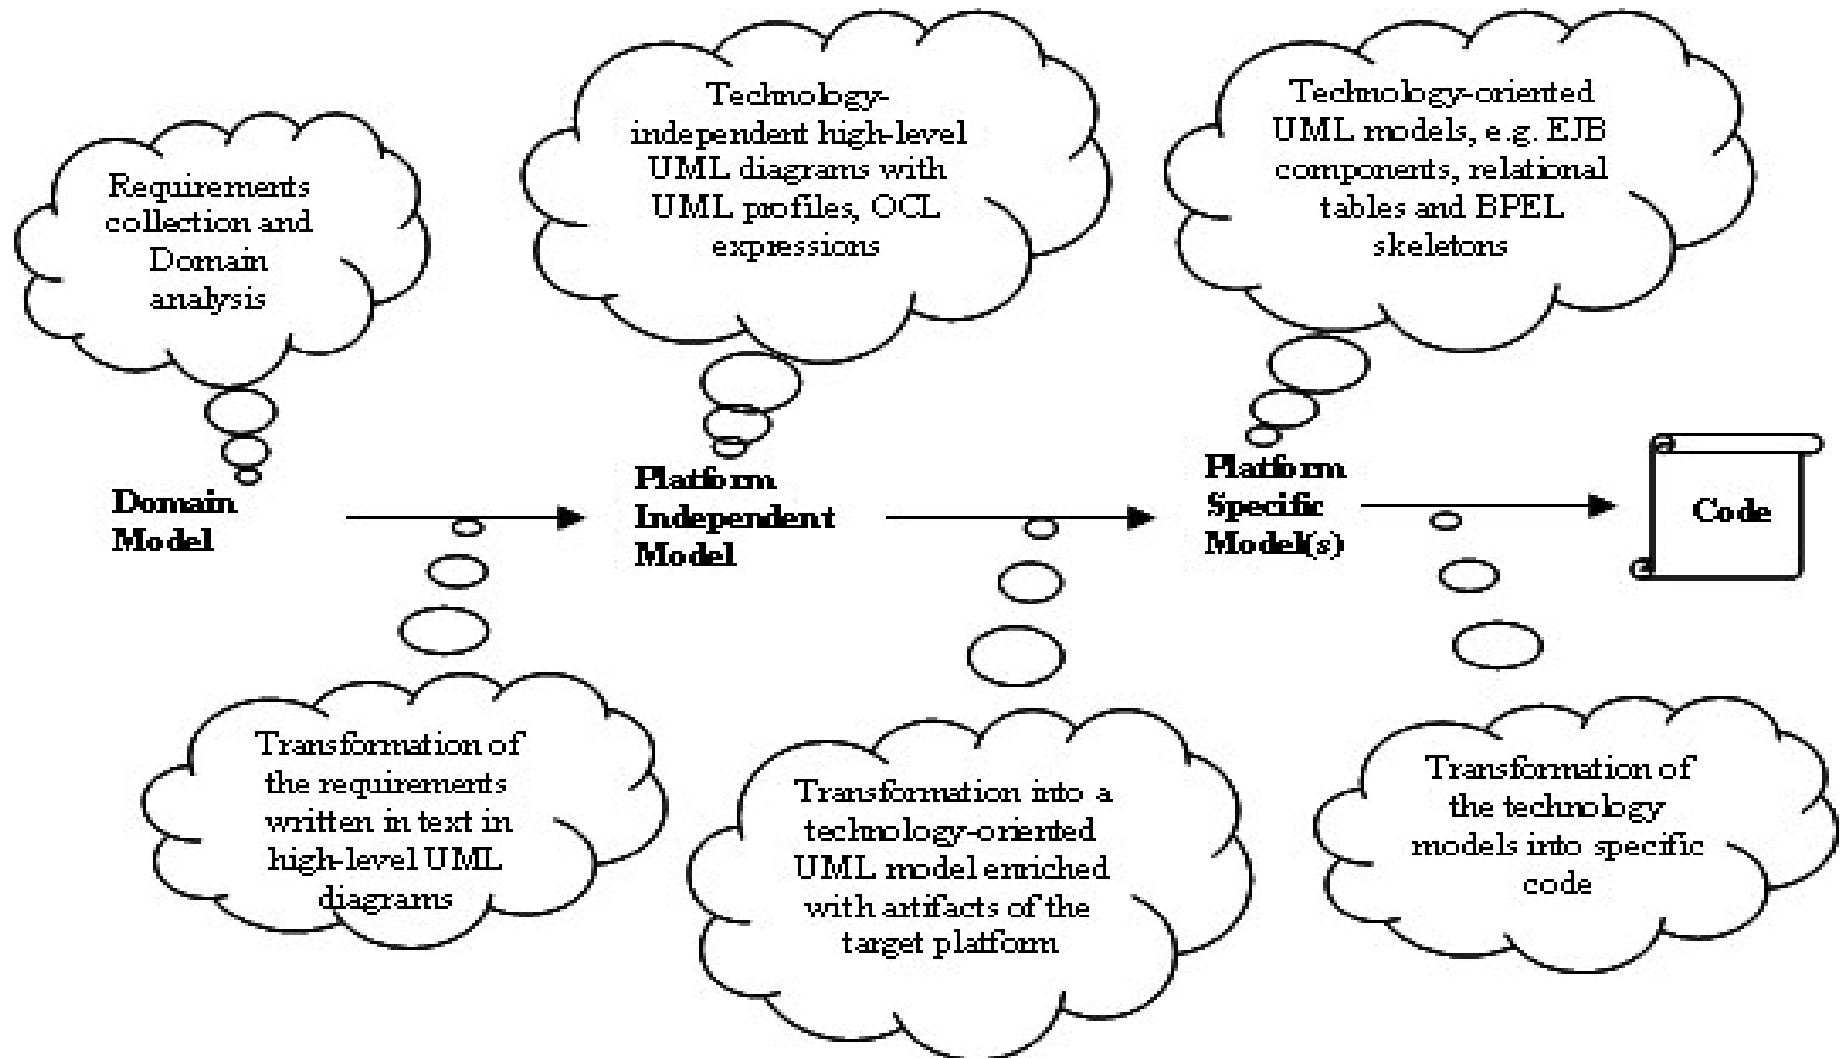 Requirements
collection and
Domain
analysis
Technology-
independent high-level
UML diagrams with
UML profiles, OCL
expressions
Technology-oriented
UML models, e.g. EJB
components, relational
tables and BPEL
skeletons
Domain
Model
Platform
Independent
Model
Platform
Specific
Model(s)
Code
Transformation of
the requirements
written in text in
high-level UML
diagrams
Transformation into a
technology-oriented
UML model enriched
with artifacts of the
target platform
Transformation of
the technology
models into specific
code